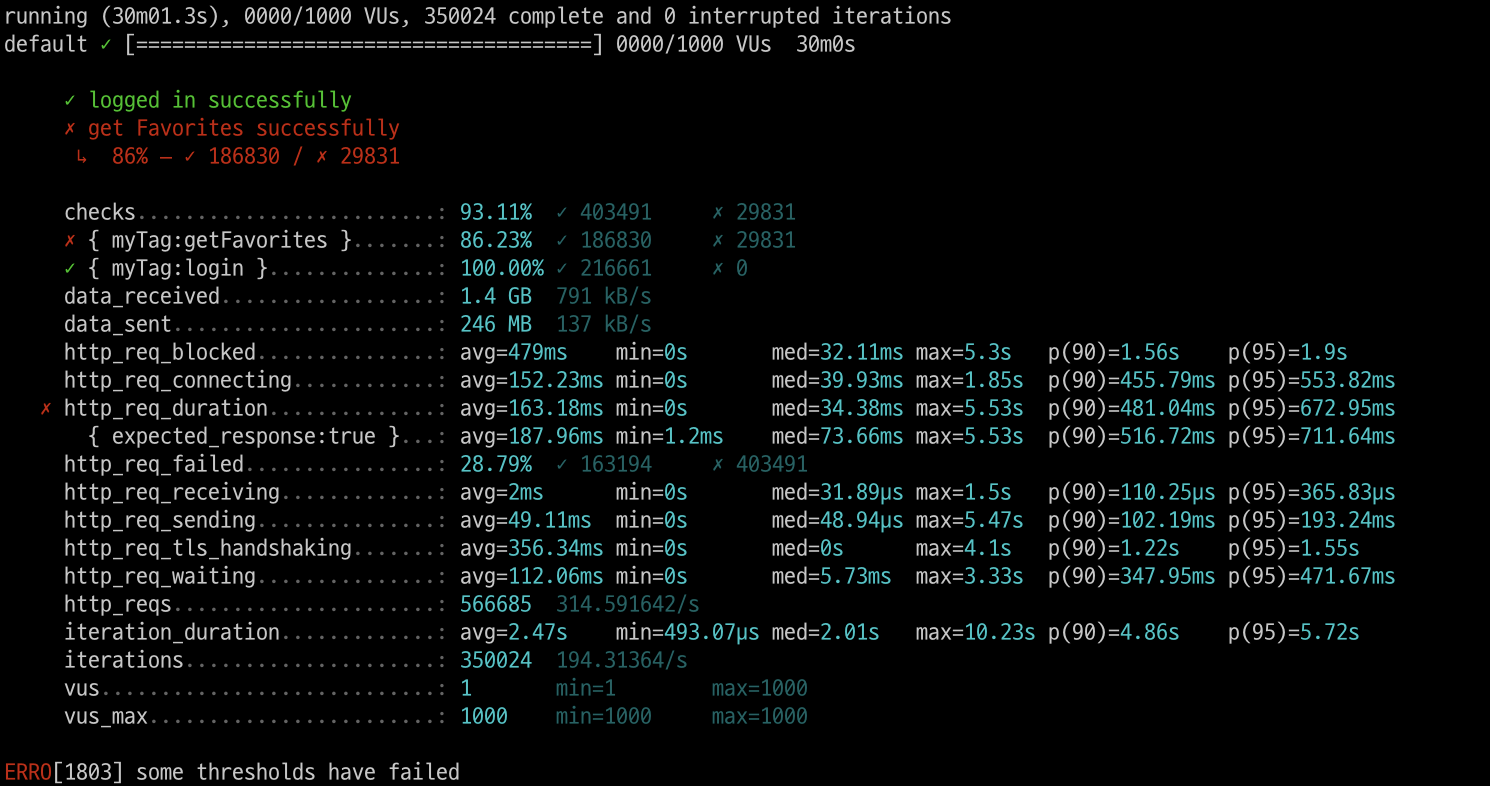 running (30m01.3s), 0000/1000 VUs, 350024 complete and 0 interrupted iterations
default ✓ [======================================] 0000/1000 VUs  30m0s
✓ logged in successfully
✗ get Favorites successfully
↳  86% — ✓ 186830 / ✗ 29831
checks.........................: 93.11%  ✓ 403491     ✗ 29831
✗ { myTag:getFavorites }.......: 86.23%  ✓ 186830     ✗ 29831
✓ { myTag:login }..............: 100.00% ✓ 216661     ✗ 0
data_received..................: 1.4 GB  791 kB/s
data_sent......................: 246 MB  137 kB/s
http_req_blocked...............: avg=479ms    min=0s       med=32.11ms max=5.3s   p(90)=1.56s    p(95)=1.9s
http_req_connecting............: avg=152.23ms min=0s       med=39.93ms max=1.85s  p(90)=455.79ms p(95)=553.82ms
✗ http_req_duration..............: avg=163.18ms min=0s       med=34.38ms max=5.53s  p(90)=481.04ms p(95)=672.95ms
{ expected_response:true }...: avg=187.96ms min=1.2ms    med=73.66ms max=5.53s  p(90)=516.72ms p(95)=711.64ms
http_req_failed................: 28.79%  ✓ 163194     ✗ 403491
http_req_receiving.............: avg=2ms      min=0s       med=31.89µs max=1.5s   p(90)=110.25µs p(95)=365.83µs
http_req_sending...............: avg=49.11ms  min=0s       med=48.94µs max=5.47s  p(90)=102.19ms p(95)=193.24ms
http_req_tls_handshaking.......: avg=356.34ms min=0s       med=0s      max=4.1s   p(90)=1.22s    p(95)=1.55s
http_req_waiting...............: avg=112.06ms min=0s       med=5.73ms  max=3.33s  p(90)=347.95ms p(95)=471.67ms
http_reqs......................: 566685  314.591642/s
iteration_duration.............: avg=2.47s    min=493.07µs med=2.01s   max=10.23s p(90)=4.86s    p(95)=5.72s
iterations.....................: 350024  194.31364/s
vus............................: 1       min=1        max=1000
vus_max........................: 1000    min=1000     max=1000
ERRO[1803] some thresholds have failed